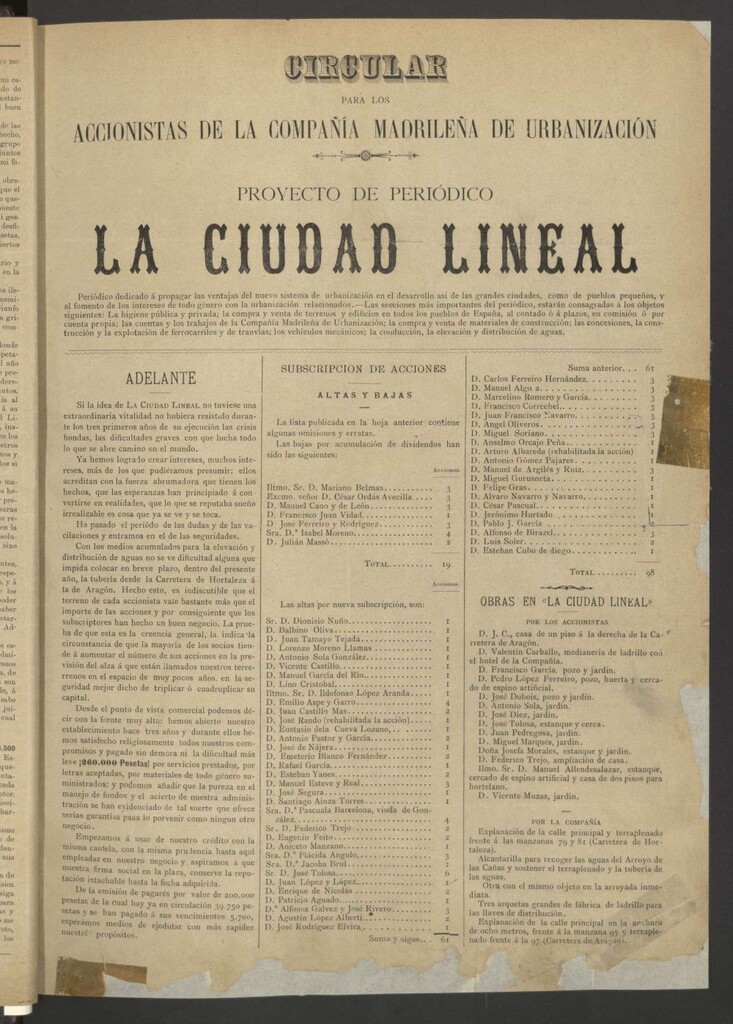 CIRCULAR
PARA LOS
ACCIONISTAS DE LA COMPAÑÍA MADRILEÑA DE URBANIZACIÓN
PROYECTO DE PERIÓDICO
LA CIUDAD LINEAL
Periódico dedicado á propagar las ventajas del nuevo sistema de urbanización en el desarrollo así de las grandes ciudades, como de pueblos pequeños, y
al fomento de los intereses de todo género con la urbanización relacionados.—Las secciones más importantes del periódico, estarán consagradas á los objetos
siguientes: La higiene pública y privada; la compra y venta de terrenos y edificios en todos los pueblos de España, al contado ó á plazos, en comisión ó por
cuenta propia; las cuentas y los trabajos de la Compañía Madrileña de Urbanización; la compra y venta de materiales de construcción; las concesiones, la cons-
trucción y la explotación de ferrocarriles y de tranvías; los vehículos mecánicos; la conducción, la elevación y distribución de aguas.
ADELANTE
Si la idea de LA CIUDAD LINEAL no tuviese una
extraordinaria vitalidad no hubiera resistido duran-
te los tres primeros años de su ejecución las crisis
hondas, las dificultades graves con que lucha todo
lo que se abre camino en el mundo.
Ya hemos logrado crear intereses, muchos inte-
reses, más de los que pudiéramos presumir; ellos
acreditan con la fuerza abrumadora que tienen los
hechos, que las esperanzas han principiado á con-
vertirse en realidades, que lo que se reputaba sueño
irrealizable es cosa que ya se ve y se toca.
Ha pasado el período de las dudas y de las va-
cilaciones y entramos en el de las seguridades.
Con los medios acumulados para la elevación y
distribución de aguas no se ve dificultad alguna que
impida colocar en breve plazo, dentro del presente
año, la tubería desde la Carretera de Hortaleza á
la de Aragón. Hecho esto, es indiscutible que el
terreno de cada accionista vale bastante más que el
importe de las acciones y por consiguiente que los
subscriptores han hecho un buen negocio. La prue-
ba de que esta es la creencia general, la indica la
circunstancia de que la mayoría de los socios tien-
de á aumentar el número de sus acciones en la pre-
visión del alza á que están llamados nuestros terre-
renos en el espacio de muy pocos años. en la se-
guridad mejor dicho de triplicar ó cuadruplicar su
capital.
Desde el punto de vista comercial podemos de-
cir con la frente muy alta: hemos abierto nuestro
establecimiento hace tres años y durante ellos he-
mos satisfecho religiosamente todos nuestros com-
promisos y pagado sin demora ni la dificultad más
leve ¡260.000 Pesetas! por servicios prestados, por
letras aceptadas, por materiales de todo género su-
ministrados; y podemos añadir que la pureza en el
manejo de fondos y el acierto de nuestra adminis-
tración se han evidenciado de tal suerte que ofrece
serias garantías para lo porvenir como ningun otro
negocio.
Empezamos á usar de nuestro crédito con la
misma cautela, con la misma prudencia hasta aquí
empleadas en nuestro negocio y aspiramos á que
nuestra firma social en la plaza, conserve la repu-
tación intachable hasta la fecha adquirida.
De la emisión de pagarés por valor de 200.000
pesetas de la cual hay ya en circulación 39.750 pe-
setas y se han pagado á sus vencimientos 5.700,
esperamos medios de ejecutar con más rapidez
nuestros propósitos.
SUBSCRIPCION DE ACCIONES
ALTAS Y BAJAS
La lista publicada en la hoja anterior contiene
algunas omisiones y erratas.
Las bajas por acumulación de dividendos han
sido las siguientes:
Acciones.
Iltmo. Sr. D. Mariano Belmas 3
Excmo. señor D. César Ordás Avecilla 3
D. Manuel Cano y de León 3
D. Francisco Juan Vidal 1
D José Ferreiro y Rodriguez 3
Sra. D.ª Isabel Moreno 4
D. Julián Massó 2
TOTAL 19
Acciones.
Las altas por nueva subscripción, son:
Sr. D. Dionisio Nuño 1
D. Balbino Oliva 1
D. Juan Tamayo Tejada 1
D. Lorenzo Moreno Llamas 1
D. Antonio Sola González 1
D. Vicente Castillo 1
D. Manuel García del Río 1
D. Lino Cristobal 1
Iltmo. Sr. D. Ildefonso López Aranda 1
D. Emilio Aspe y Garro 4
D. Juan Castillo Mas 2
D. José Rando (rehabilitada la acción) 1
D. Eustasio de la Cueva Lozano 1
D. Antonio Pastor y García 2
D. José de Nájera 1
D. Emeterio Blanco Fernández 2
D. Rafael García 2
D. Esteban Yanes 2
D. Manuel Esteve y Real 3
D. José Segura 1
D. Santiago Ainza Torres 1
Sra. D.ª Pascuala Barcelona, viuda de Gon-
zález 4
Sr. D. Federico Trejo 2
D. Eugenio Feito 2
D. Aniceto Manzano 1
Sra. D.ª Plácida Angulo 3
Sra. D.ª Jacoba Brul 7
Sr. D. José Tolosa 6
D. Juan López y López
D. Enrique de Nicolás 1
D. Patricio Aguado 1
D.ª Alfonsa Galvez y José Rivero
D. Agustín López Alberti
D. José Rodriguez Elvira 1
Suma y sigue.. 61
Suma anterior... 61
D. Carlos Ferreiro Hernández 3
D. Manuel Algo a 3
D. Marcelino Romero y García 3
D. Francisco Correchel 3
D. Juan Francisco Navarro
D. Angel Oliveros
D. Miguel Soriano
D. Anselmo Orcajo Peña 1
D. Arturo Albareda (rehabilitada la acción) 1
D. Antonio Gómez Pajares 1
D. Manuel de Argilés y Ruiz 3
D. Miguel Gurusneta 1
D. Felipe Gras 1
D. Alvaro Navarro y Navarro 1
D. César Pascual 1
D. Jerónimo Hurtado
D. Pablo J. García
D. Alfonso de Birazel 3
D. Luis Soler 2
D. Esteban Cubo de diego 1
TOTAL 98
OBRAS EN «LA CIUDAD LINEAL»
POR LOS ACCIONISTAS
D. J. C., casa de un piso á la derecha de la Ca-
rretera de Aragón.
D. Valentín Carballo, medianería de ladrillo con
el hotel de la Compañía.
D. Francisco García, pozo y jardín.
D. Pedro López Ferreiro, pozo, huerta y cerca-
do de espino artificial.
D. José Dubois, pozo y jardín.
D. Antonio Sola, jardín.
D. José Díez, jardín.
D. José Tolosa, estanque y cerca.
D. Juan Pedregosa, jardín.
D. Miguel Marqués, jardín.
Doña Josefa Morales, estanque y jardín.
D. Federico Trejo, ampliación de casa.
Ilmo. Sr. D. Manuel Allendesalazar, estanque,
cercado de espino artificial y casa de dos pisos para
hortelano.
D. Vicente Muzas, jardín.
POR LA COMPAÑIA
Explanación de la calle principal y terraplenado
frente á las manzanas 79 y 81 (Carretera de Hor-
taleza).
Alcantarilla para recoger las aguas del Arroyo de
las Cañas y sostener el terraplenado y la tubería de
las aguas.
Otra con el mismo objeto en la arroyada inme-
diata.
Tres arquetas grandes de fábrica de ladrillo para
las llaves de distribución.
Explanación de la calle principal en la anchura
de ocho metros, frente á la manzana 95 y terraple-
nado frente á la 97 (Carretera de Aragón).